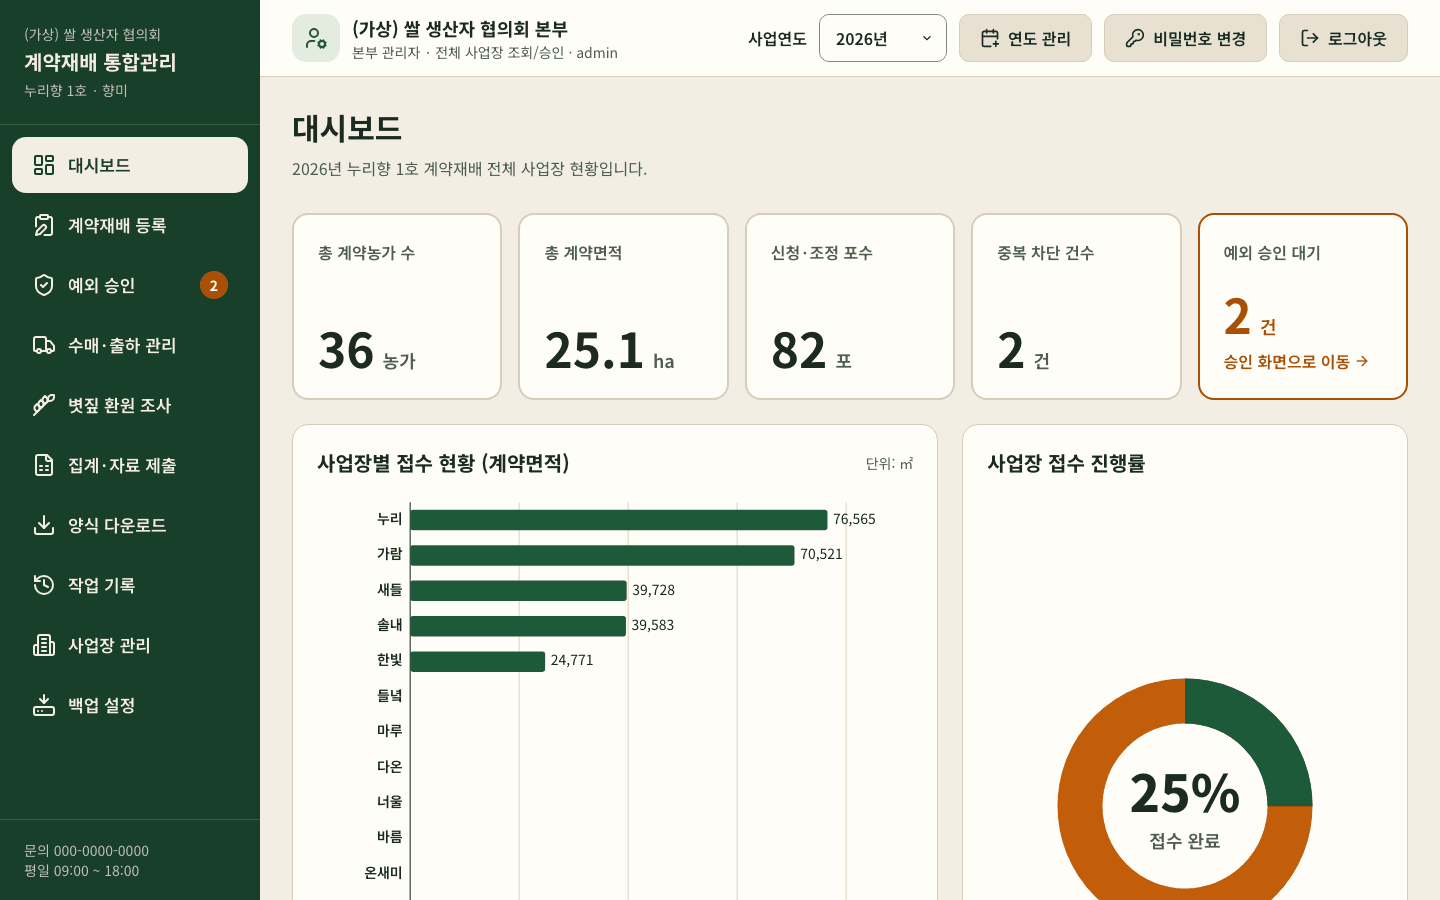 (가상) 쌀 생산자 협의회
계약재배 통합관리
누리향 1호 · 향미
대시보드
계약재배 등록
예외 승인
2
수매·출하 관리
볏짚 환원 조사
집계·자료 제출
양식 다운로드
작업 기록
사업장 관리
백업 설정
문의 000-0000-0000
평일 09:00 ~ 18:00
(가상) 쌀 생산자 협의회 본부
본부 관리자 · 전체 사업장 조회/승인 · admin
사업연도
2026년
연도 관리
비밀번호 변경
로그아웃
대시보드
2026년 누리향 1호 계약재배 전체 사업장 현황입니다.
총 계약농가 수
36 농가
총 계약면적
25.1 ha
신청·조정 포수
82 포
중복 차단 건수
2 건
예외 승인 대기
2 건
승인 화면으로 이동 →
사업장별 접수 현황 (계약면적)
단위: ㎡
누리 76,565
가람 70,521
새들 39,728
솔내 39,583
한빛 24,771
들녘
마루
다온
너울
바름
온새미
사업장 접수 진행률
25%
접수 완료